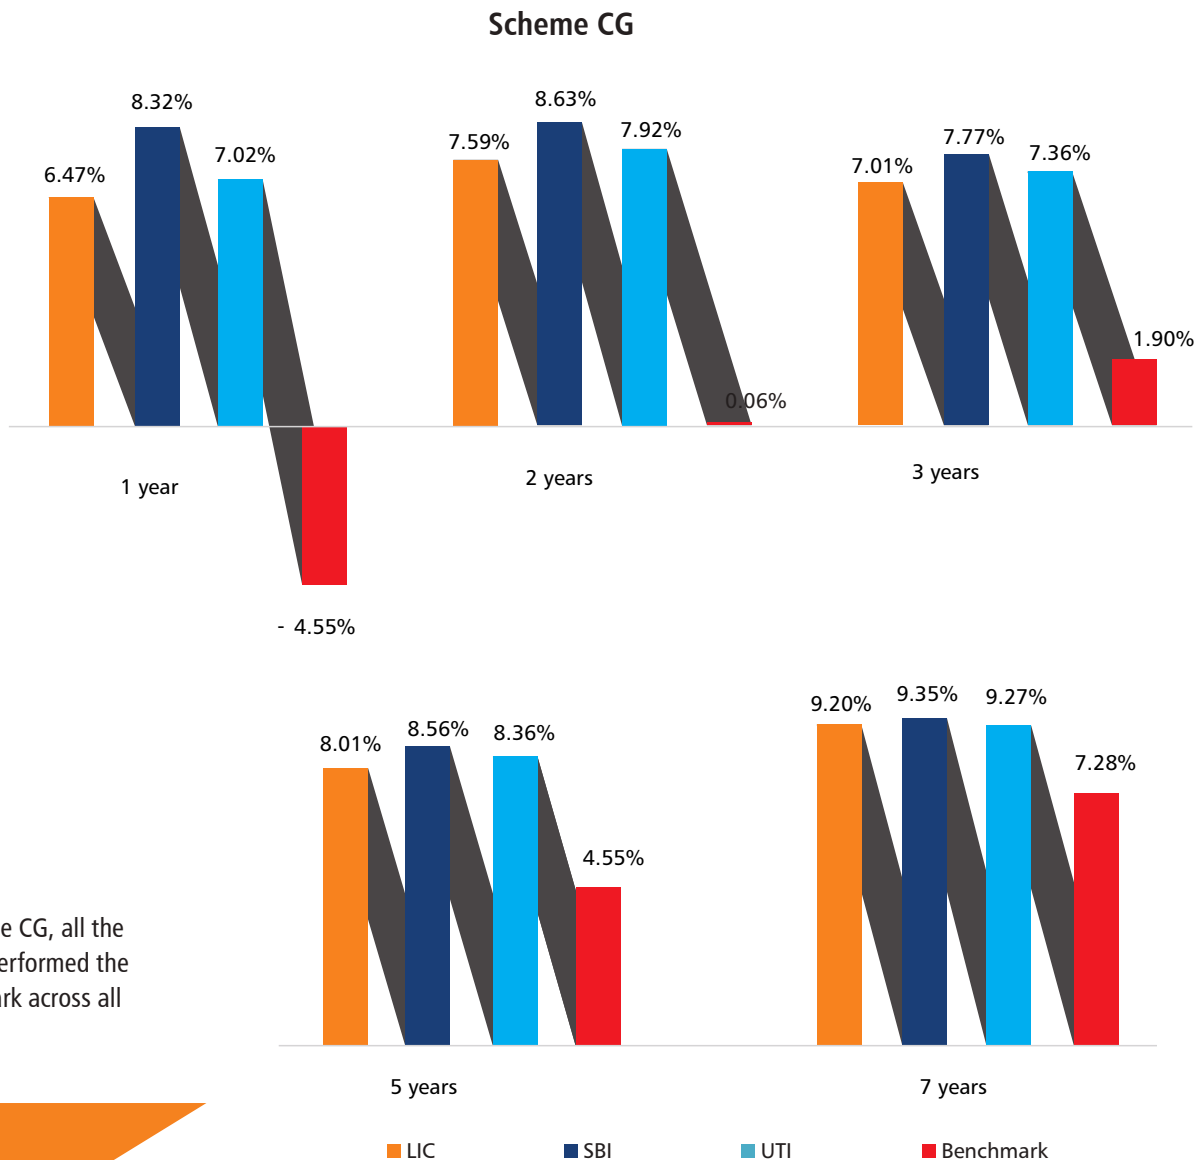 Scheme CG
6.47%
8.32%
7.02%
- 4.55%
1 year
7.59%
8.63%
7.92%
0.06%
2 years
7.01%
7.77%
7.36%
1.90%
3 years
8.01%
8.56%
8.36%
4.55%
5 years
9.20%
9.35%
9.27%
7.28%
7 years
e CG, all the
erformed the
rk across all
LIC
SBI
UTI
Benchmark